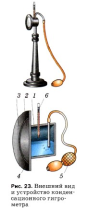 3 2 1 6
4
5
Рис. 23. Внешний вид
и устройство конден-
сационного гигро-
метра